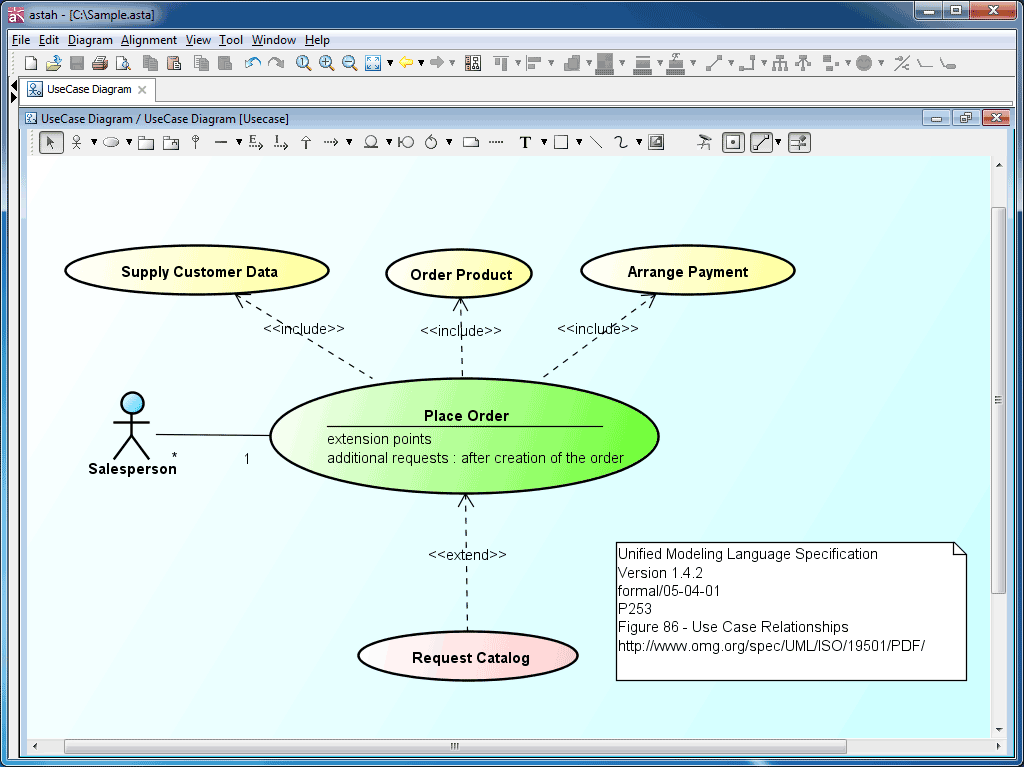 astah - [C:\Sample.asta]
File Edit Diagram Alignment View Tool Window Help
UseCase Diagram
UseCase Diagram / UseCase Diagram [Usecase]
E
I
T
Supply Customer Data
Order Product
Arrange Payment
<<include>>
<<include>>
<<include>>
Place Order
extension points
additional requests : after creation of the order
*
1
Salesperson
<<extend>>
Request Catalog
Unified Modeling Language Specification
Version 1.4.2
formal/05-04-01
P253
Figure 86 - Use Case Relationships
http://www.omg.org/spec/UML/ISO/19501/PDF/